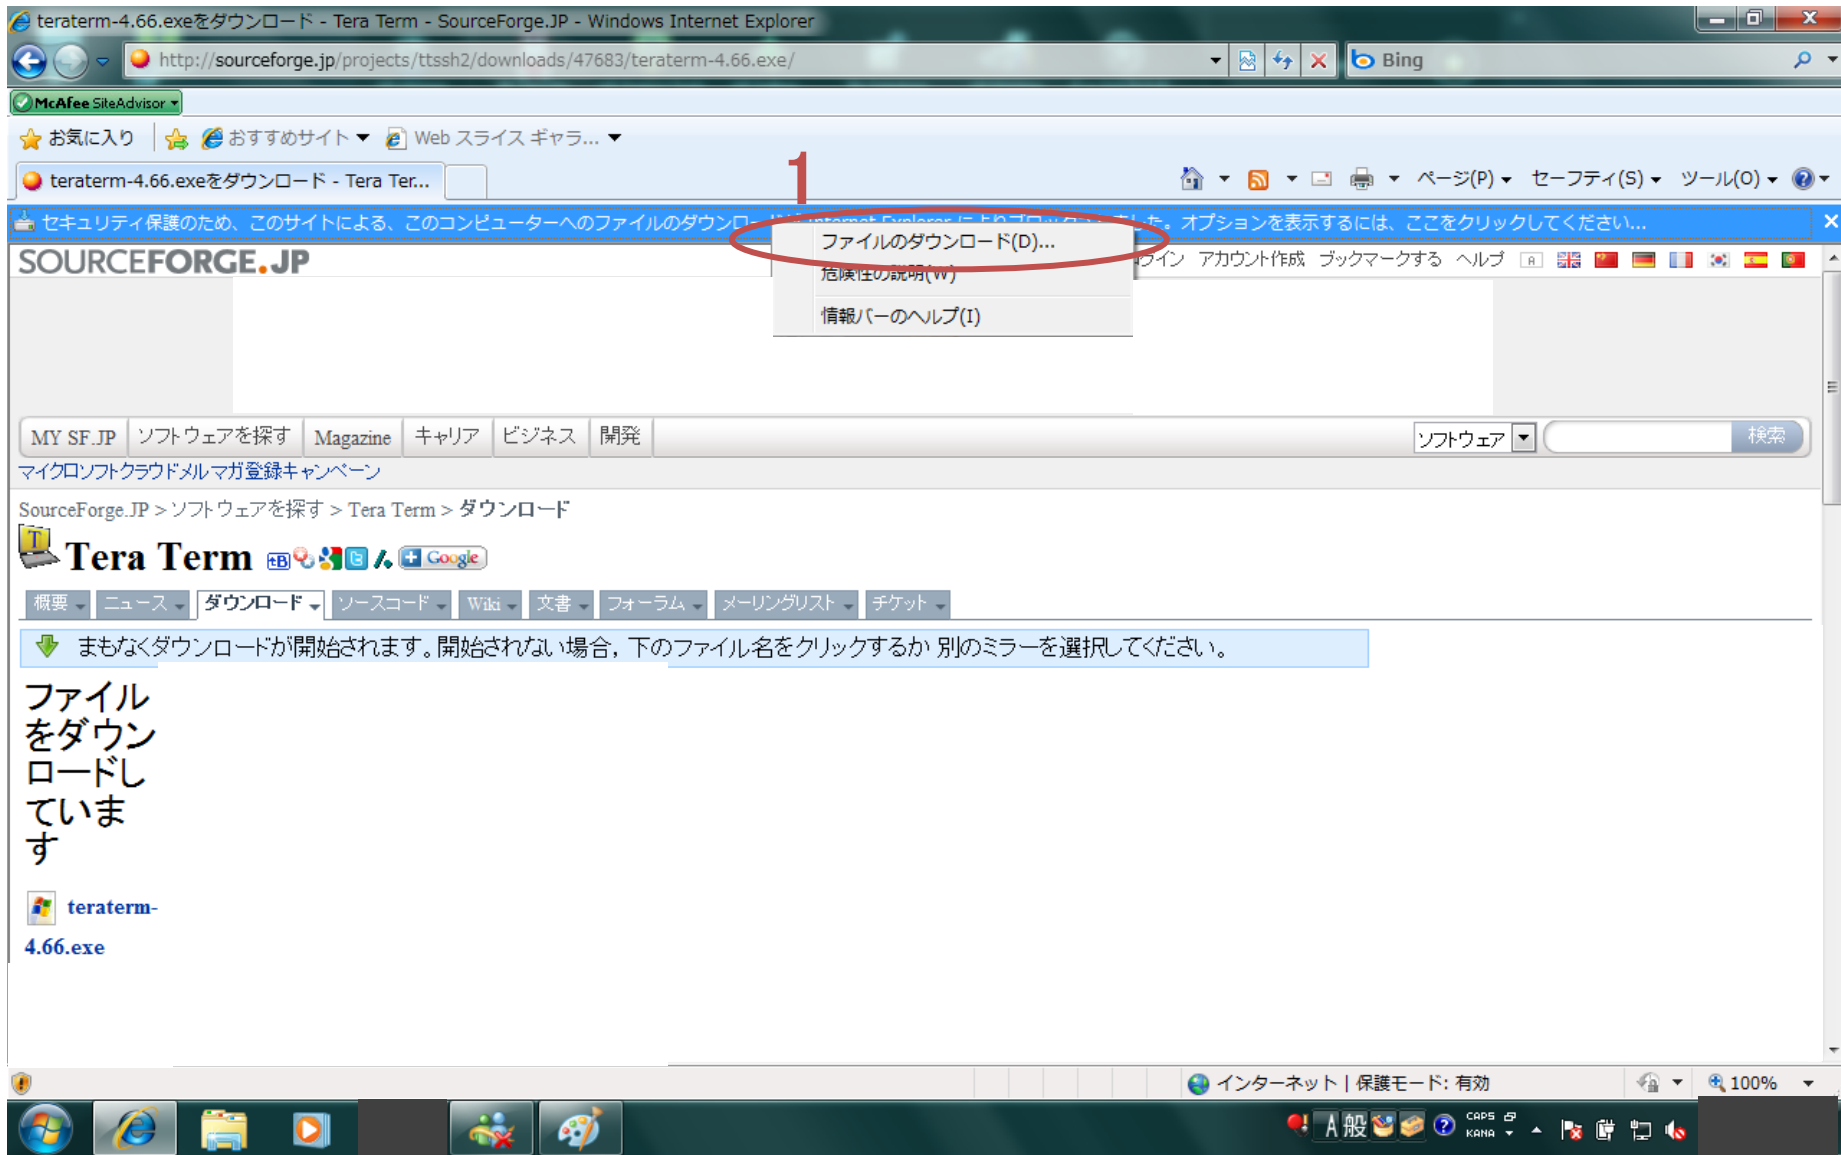 teraterm-4.66.exeをダウンロード - Tera Term - SourceForge.JP - Windows Internet Explorer
http://sourceforge.jp/projects/ttssh2/downloads/47683/teraterm-4.66.exe/
Bing
McAfee SiteAdvisor
お気に入り おすすめサイト Web スライス ギャラ...
1
teraterm-4.66.exeをダウンロード - Tera Ter...
ページ(P) セーフティ(S) ツール(O)
セキュリティ保護のため、このサイトによる、このコンピューターへのファイルのダウンロー した。オプションを表示するには、ここをクリックしてください...
ファイルのダウンロード(D)...
危険性の説明(W)
情報バーのヘルプ(I)
SOURCEFORGE.JP
イン アカウント作成 ブックマークする ヘルプ A
MY SF.JP ソフトウェアを探す Magazine キャリア ビジネス 開発
ソフトウェア 検索
マイクロソフトクラウドメルマガ登録キャンペーン
SourceForge.JP > ソフトウェアを探す > Tera Term > ダウンロード
Tera Term Google
概要 ニュース ダウンロード ソースコード Wiki 文書 フォーラム メーリングリスト チケット
まもなくダウンロードが開始されます。開始されない場合, 下のファイル名をクリックするか 別のミラーを選択してください。
ファイル
をダウン
ロードし
ていま
す
teraterm-
4.66.exe
インターネット | 保護モード: 有効
100%
A 般 CAPS
KANA